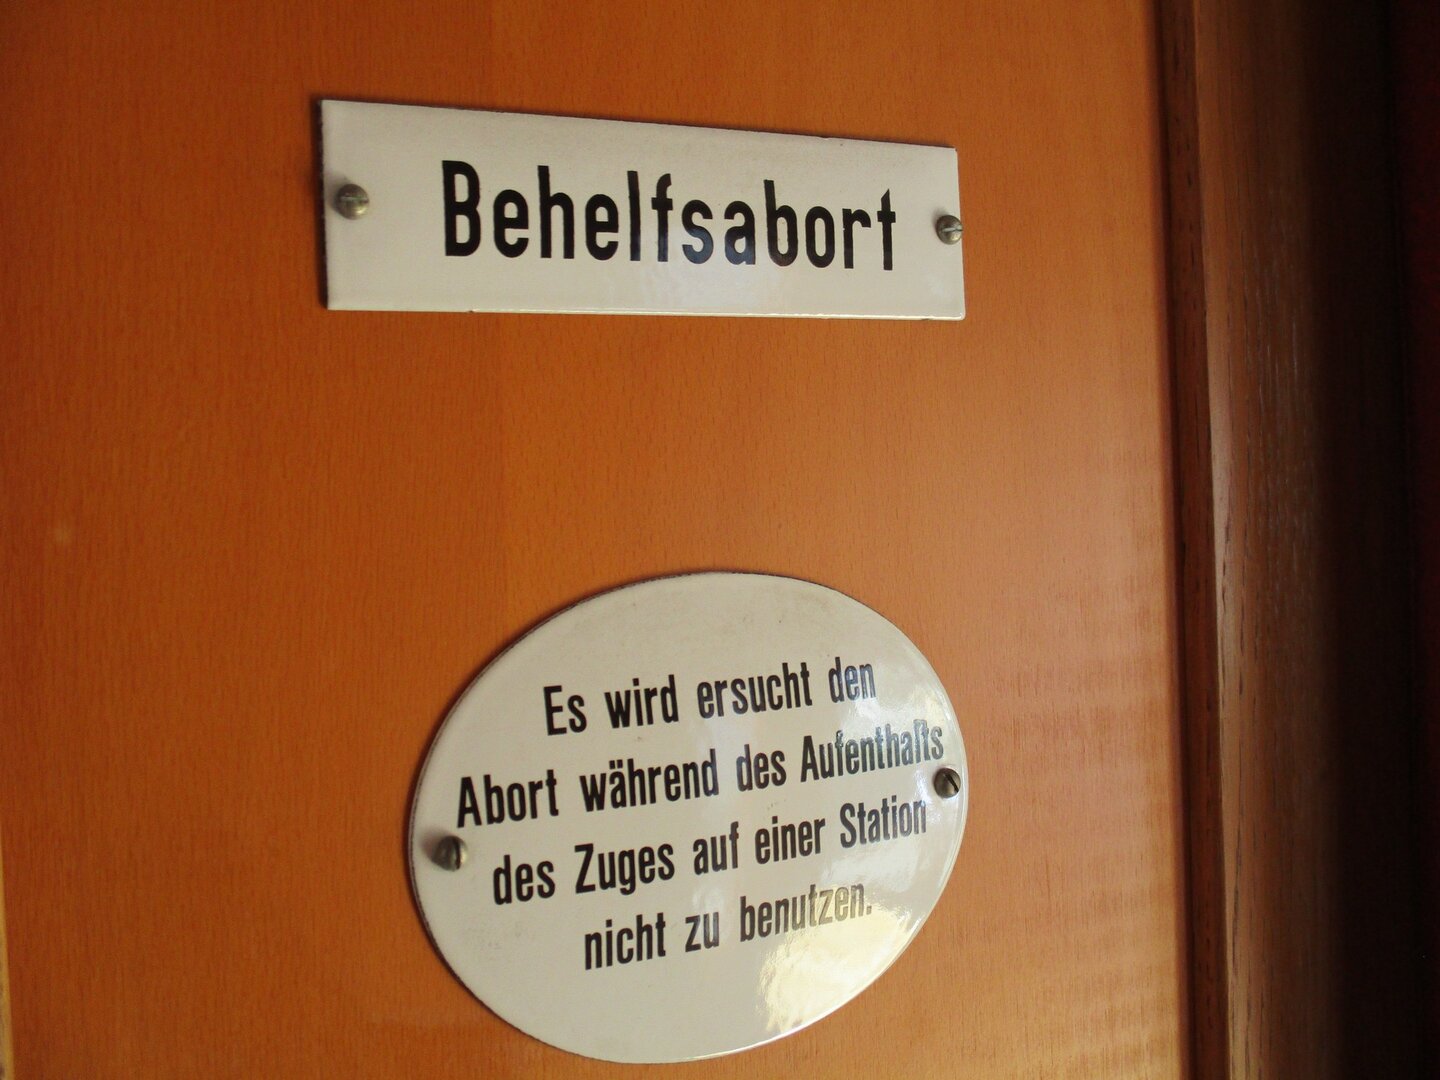 Behelfsabort
Es wird ersucht den
Abort während des Aufenthalts
des Zuges auf einer Station
nicht zu benutzen.